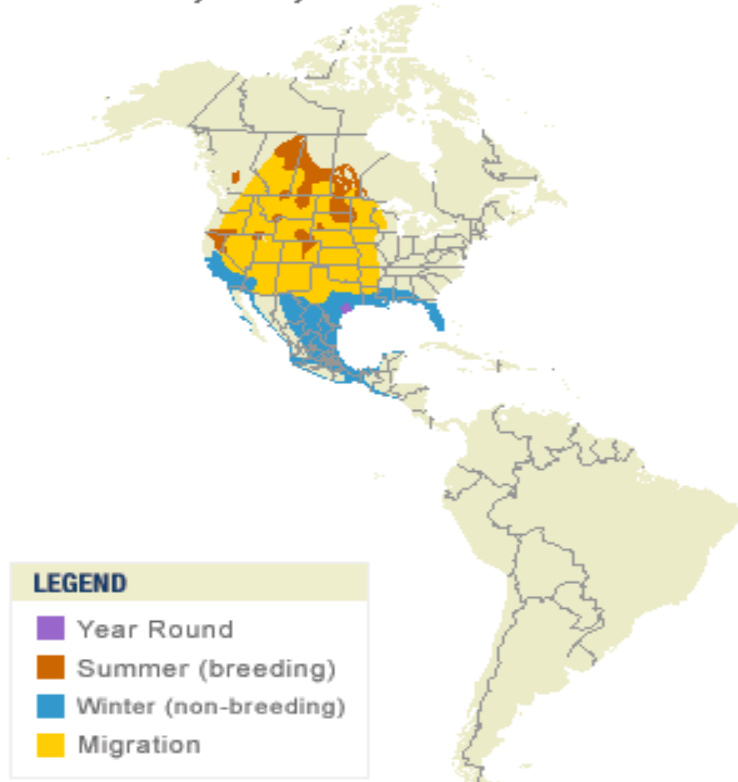 LEGEND
Year Round
Summer (breeding)
Winter (non-breeding)
Migration